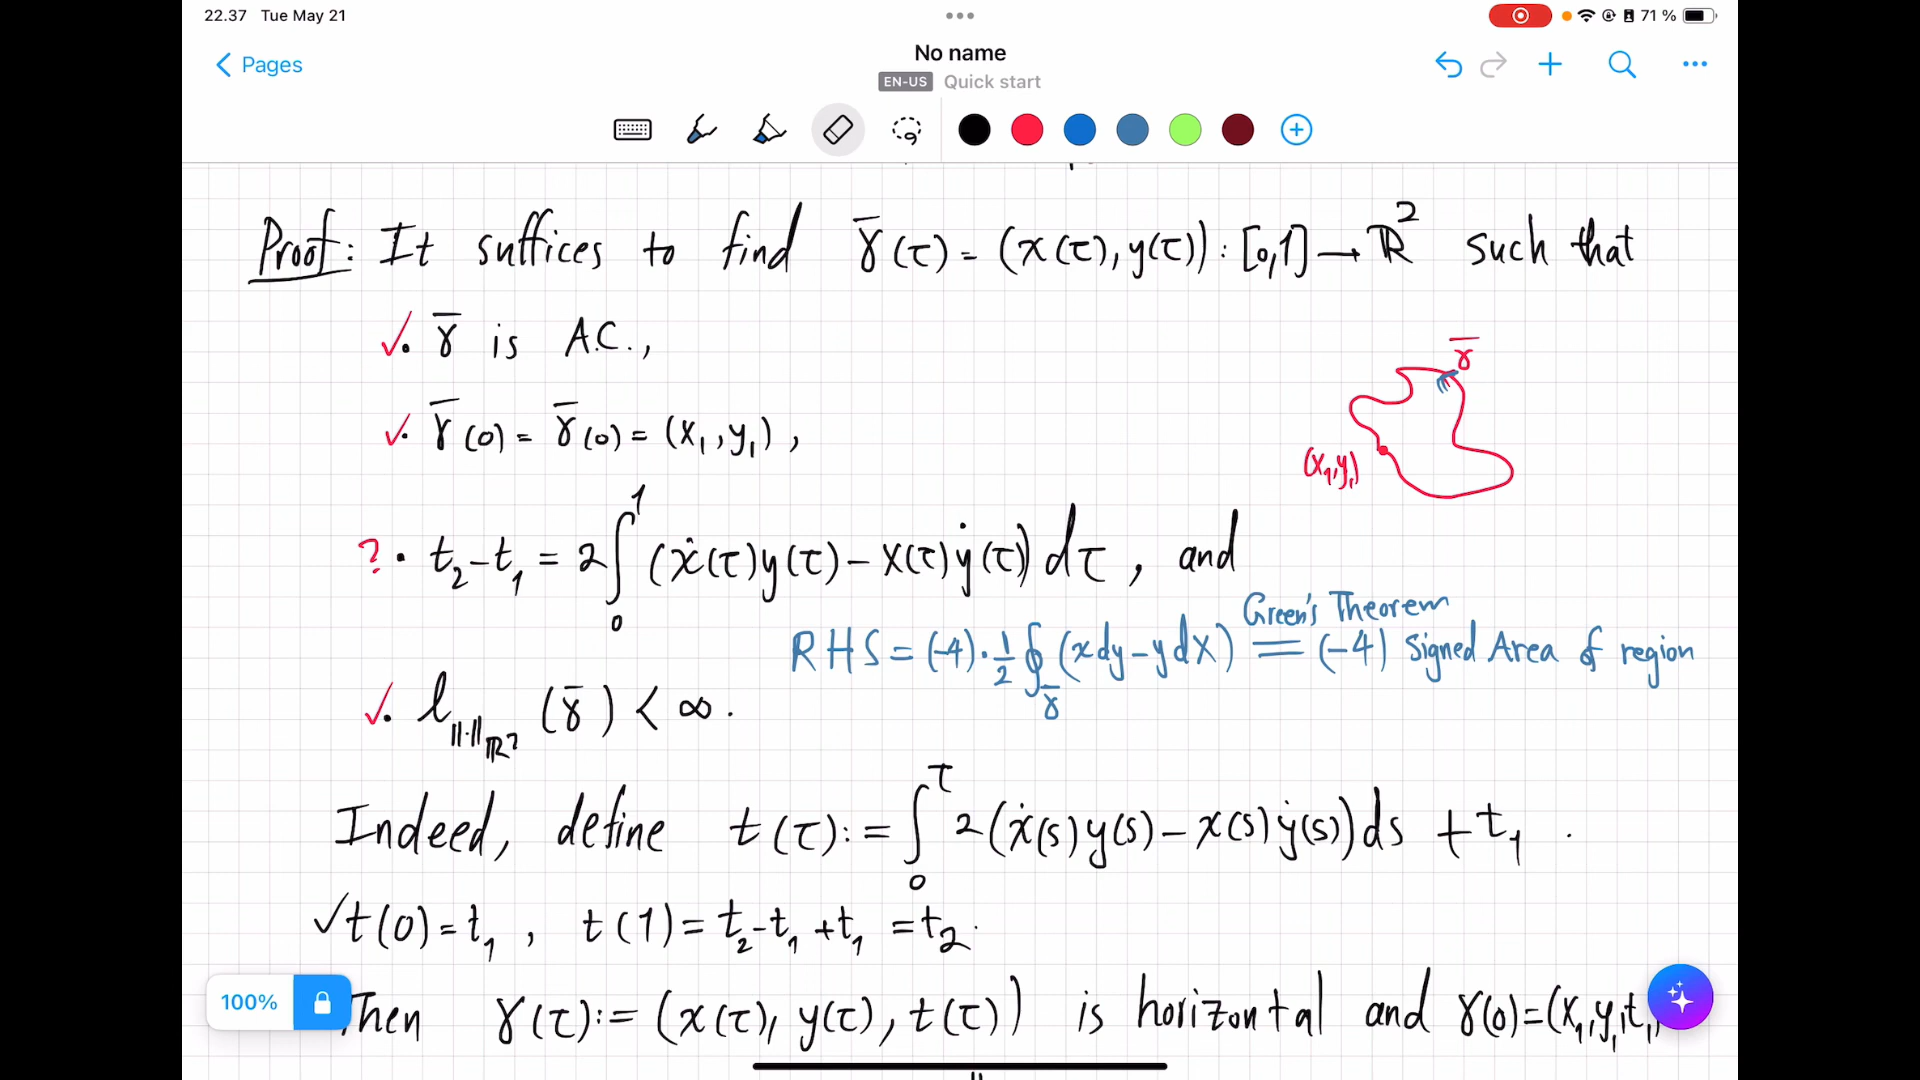 22.37 Tue May 21
71 %
Pages
No name
EN-US Quick start
Proof: It suffices to find γ̄(τ) = (x(τ), y(τ)) : [0,1] → ℝ² such that
✓ • γ̄ is A.C.,
γ̄
✓ • γ̄(0) = γ̄(0) = (x₁, y₁),
(x₁,y₁)
? • t₂ - t₁ = 2∫₀¹ (ẋ(τ)y(τ) - x(τ)ẏ(τ)) dτ, and
Green's Theorem
RHS = (-4)·½ ∮_γ̄ (xdy - ydx) = (-4) Signed Area of region
✓ • l_{||·||ℝ²}(γ̄) < ∞.
Indeed, define t(τ) := ∫₀^τ 2(ẋ(s)y(s) - x(s)ẏ(s))ds + t₁ .
✓ t(0) = t₁, t(1) = t₂ - t₁ + t₁ = t₂.
100% Then γ(τ) := (x(τ), y(τ), t(τ)) is horizontal and γ(0) = (x₁,y₁,t₁)